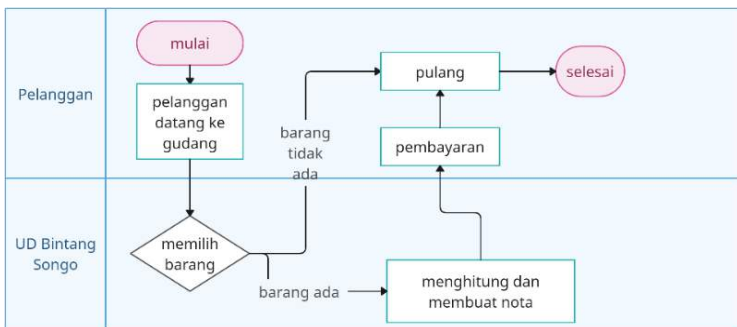 Pelanggan
mulai
pelanggan
datang ke
gudang
barang
tidak
ada
pulang
selesai
pembayaran
UD Bintang
Songo
memilih
barang
barang ada
menghitung dan
membuat nota